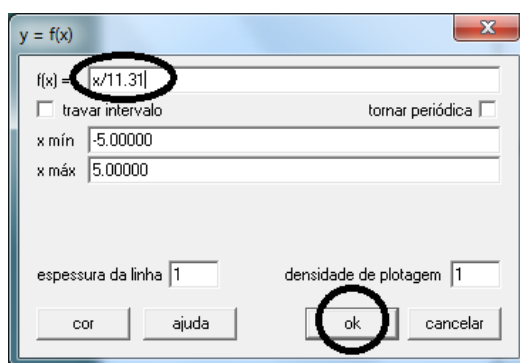 y = f(x)
f(x) = x/11.31
travar intervalo tornar periódica
x mín -5.00000
x máx 5.00000
espessura da linha 1 densidade de plotagem 1
cor ajuda ok cancelar